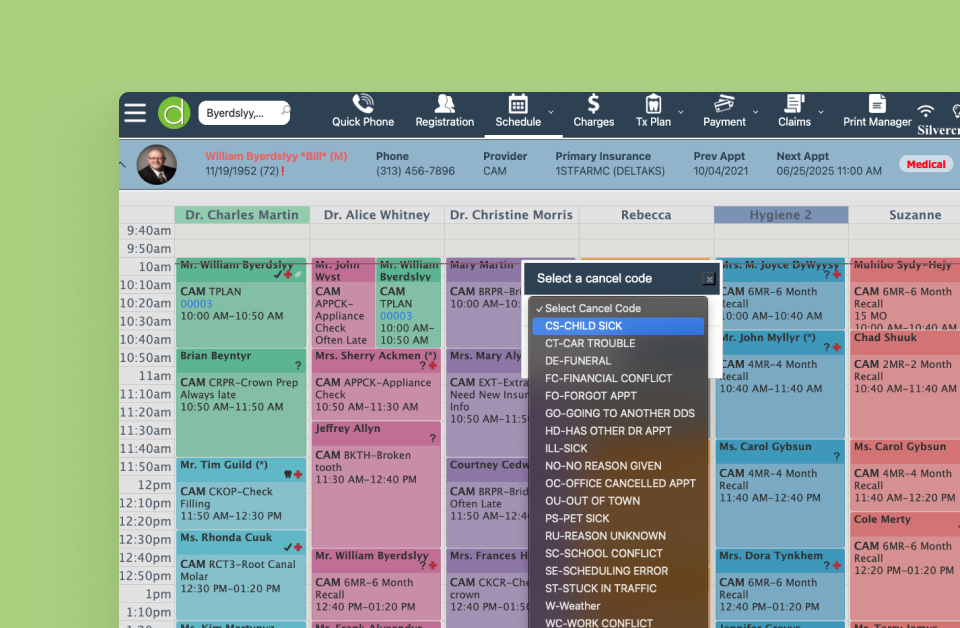 Byerdslyy,...
Quick Phone
Registration
Schedule
Charges
Tx Plan
Payment
Claims
Print Manager
William Byerdslyy *Bill* (M)
11/19/1952 (72)!
Phone
(313) 456-7896
Provider
CAM
Primary Insurance
1STFARMC (DELTAKS)
Prev Appt
10/04/2021
Next Appt
06/25/2025 11:00 AM
Medical
Dr. Charles Martin
Dr. Alice Whitney
Dr. Christine Morris
Rebecca
Hygiene 2
Suzanne
9:40am
9:50am
10am
10:10am
10:20am
10:30am
10:40am
10:50am
11am
11:10am
11:20am
11:30am
11:40am
11:50am
12pm
12:10pm
12:20pm
12:30pm
12:40pm
12:50pm
1pm
1:10pm
Mr. William Byerdslyy
CAM TPLAN
00003
10:00 AM-10:50 AM
Brian Beyntyr
?
CAM CRPR-Crown Prep
Always late
10:50 AM-11:50 AM
Mr. Tim Guild (*)
CAM CKOP-Check
Filling
11:50 AM-12:30 PM
Ms. Rhonda Cuuk
CAM RCT3-Root Canal
Molar
12:30 PM-01:20 PM
Mr. John
Wyst
CAM
APPCK-
Appliance
Check
Often Late
Mr. William
Byerdslyy
CAM
TPLAN
00003
10:00 AM-
10:50 AM
Mrs. Sherry Ackmen (*)
?
CAM APPCK-Appliance
Check
10:50 AM-11:30 AM
Jeffrey Allyn
?
CAM BKTH-Broken
tooth
11:30 AM-12:40 PM
Mr. William Byerdslyy
?
CAM 6MR-6 Month
Recall
12:40 PM-01:20 PM
Mary Martin
CAM BRPR-Bri
10:00 AM-10:
Mrs. Mary Aly
CAM EXT-Extra
Need New Insur
Info
10:50 AM-11:5
Courtney Cedw
CAM BRPR-Brid
Often Late
11:50 AM-12:4
Mrs. Frances H
CAM CKCR-Che
crown
12:40 PM-01:50
Select a cancel code
✓ Select Cancel Code
CS-CHILD SICK
CT-CAR TROUBLE
DE-FUNERAL
FC-FINANCIAL CONFLICT
FO-FORGOT APPT
GO-GOING TO ANOTHER DDS
HD-HAS OTHER DR APPT
ILL-SICK
NO-NO REASON GIVEN
OC-OFFICE CANCELLED APPT
OU-OUT OF TOWN
PS-PET SICK
RU-REASON UNKNOWN
SC-SCHOOL CONFLICT
SE-SCHEDULING ERROR
ST-STUCK IN TRAFFIC
W-Weather
WC-WORK CONFLICT
Mrs. M. Joyce DyWyysy
?
CAM 6MR-6 Month
Recall
10:00 AM-10:40 AM
Mr. John Myllyr (*)
?
CAM 4MR-4 Month
Recall
10:40 AM-11:40 AM
Ms. Carol Gybsun
?
CAM 4MR-4 Month
Recall
11:40 AM-12:40 PM
Mrs. Dora Tynkhem
?
CAM 6MR-6 Month
Recall
12:40 PM-01:20 PM
Muhibo Sydy-Hejy
CAM 6MR-6 Month
Recall
15 MO
10:00 AM-10:40 AM
Chad Shuuk
CAM 2MR-2 Month
Recall
10:40 AM-11:40 AM
Ms. Carol Gybsun
CAM 4MR-4 Month
Recall
11:40 AM-12:20 PM
Cole Merty
CAM 6MR-6 Month
Recall
12:20 PM-01:20 PM